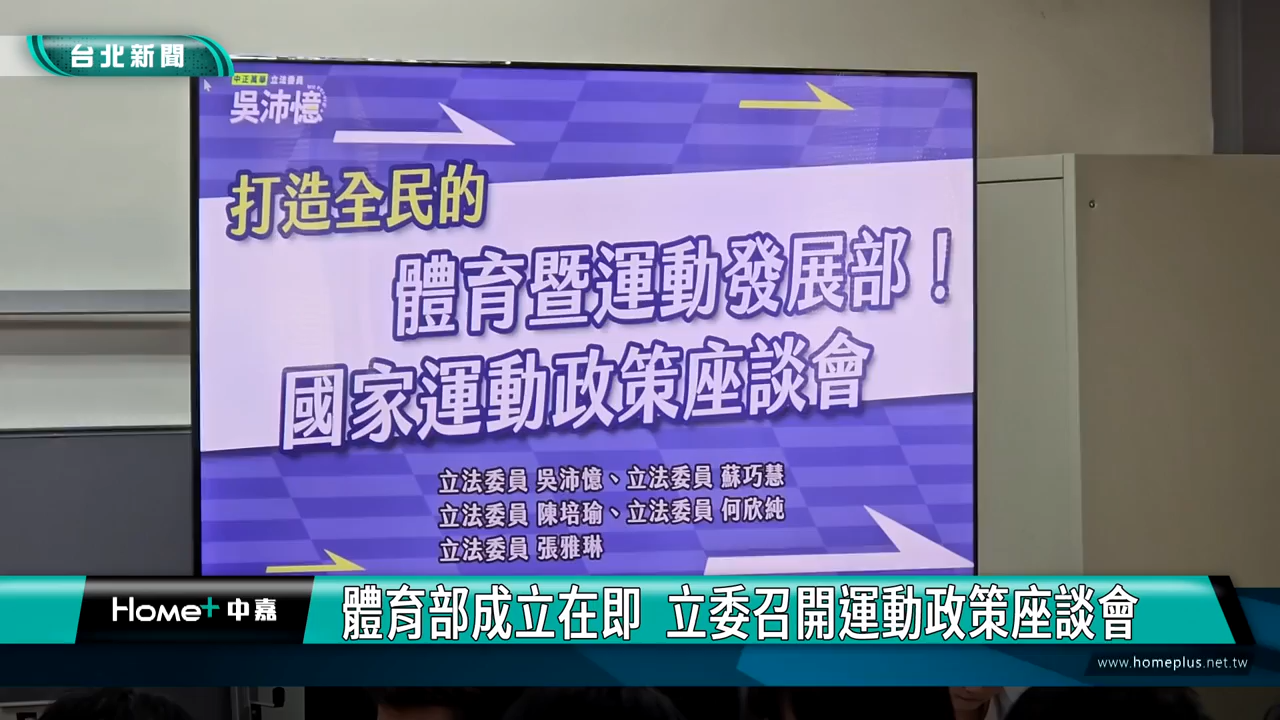 台北新聞
中正萬華 立法委員
吳沛憶
打造全民的
體育暨運動發展部！
國家運動政策座談會
立法委員 吳沛憶、立法委員 蘇巧慧
立法委員 陳培瑜、立法委員 何欣純
立法委員 張雅琳
Home+ 中嘉
體育部成立在即 立委召開運動政策座談會
www.homeplus.net.tw